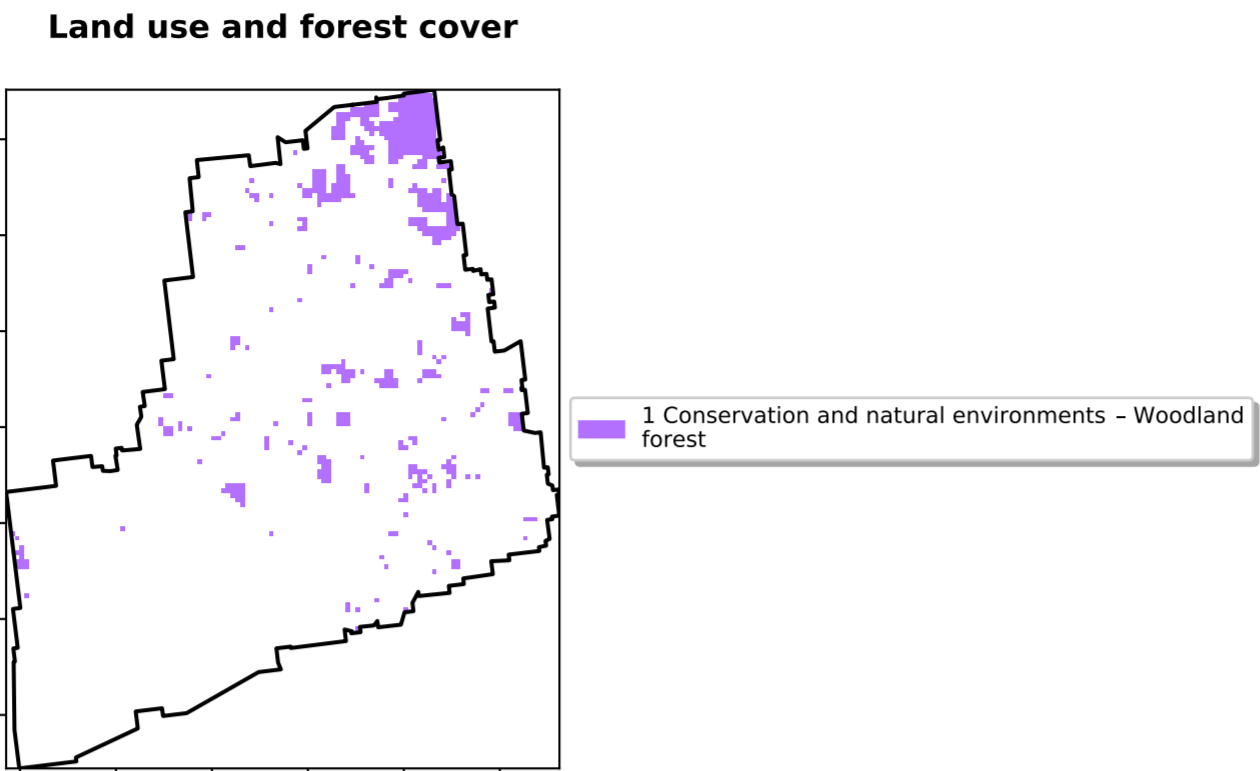 Land use and forest cover
1 Conservation and natural environments – Woodland
forest